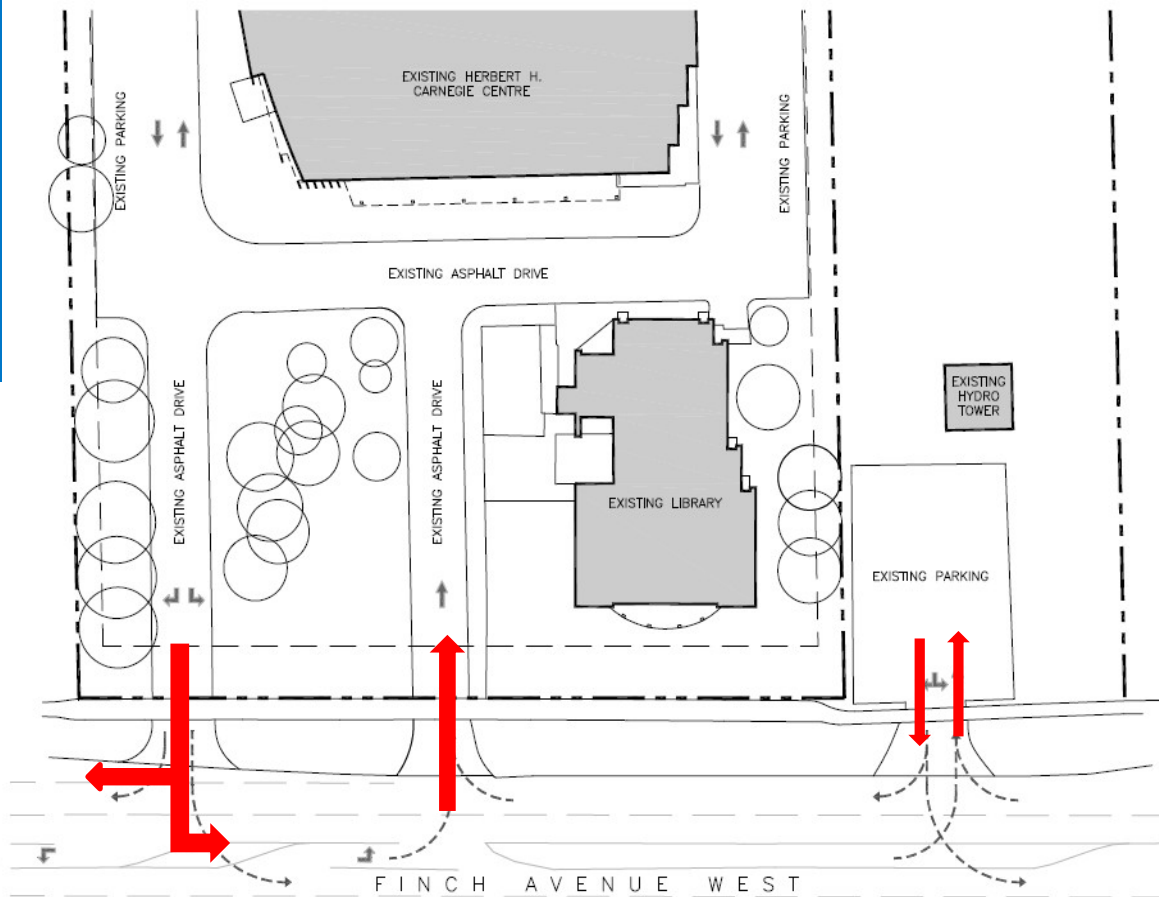 EXISTING HERBERT H.
CARNEGIE CENTRE
EXISTING PARKING
EXISTING PARKING
EXISTING ASPHALT DRIVE
EXISTING ASPHALT DRIVE
EXISTING ASPHALT DRIVE
EXISTING
HYDRO
TOWER
EXISTING LIBRARY
EXISTING PARKING
FINCH AVENUE WEST